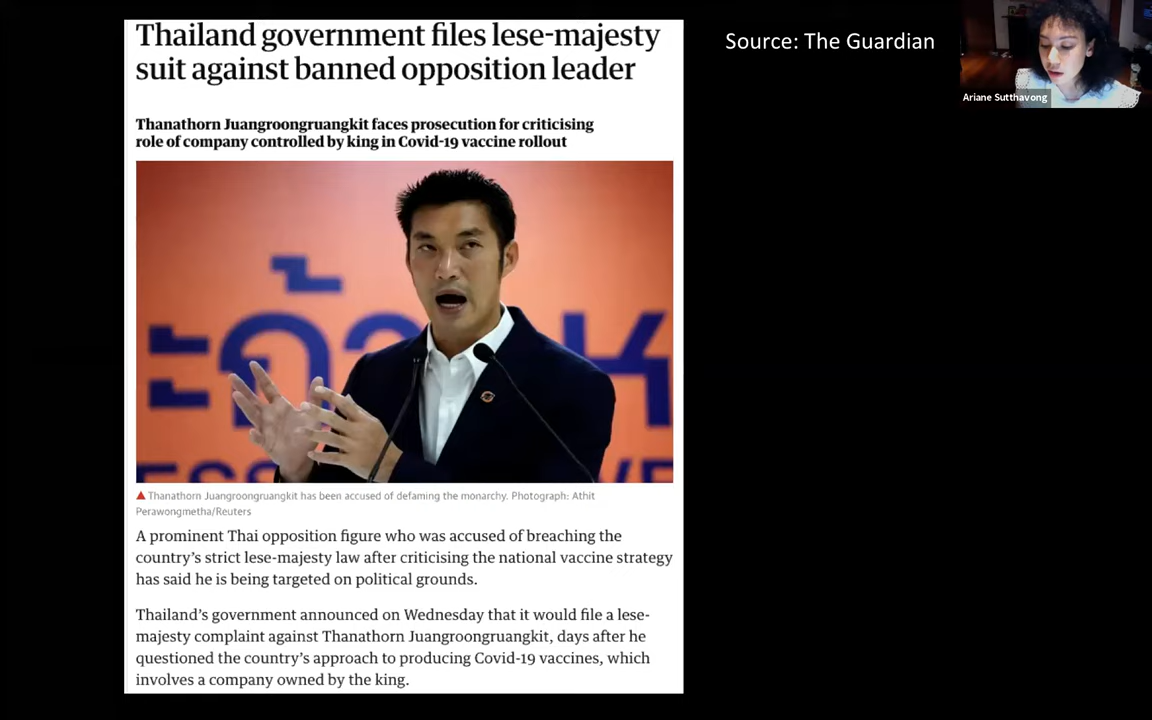 Thailand government files lese-majesty
suit against banned opposition leader
Source: The Guardian
Ariane Sutthavong
Thanathorn Juangroongruangkit faces prosecution for criticising
role of company controlled by king in Covid-19 vaccine rollout
Thanathorn Juangroongruangkit has been accused of defaming the monarchy. Photograph: Athit
Perawongmetha/Reuters
A prominent Thai opposition figure who was accused of breaching the
country’s strict lese-majesty law after criticising the national vaccine strategy
has said he is being targeted on political grounds.
Thailand’s government announced on Wednesday that it would file a lese-
majesty complaint against Thanathorn Juangroongruangkit, days after he
questioned the country’s approach to producing Covid-19 vaccines, which
involves a company owned by the king.